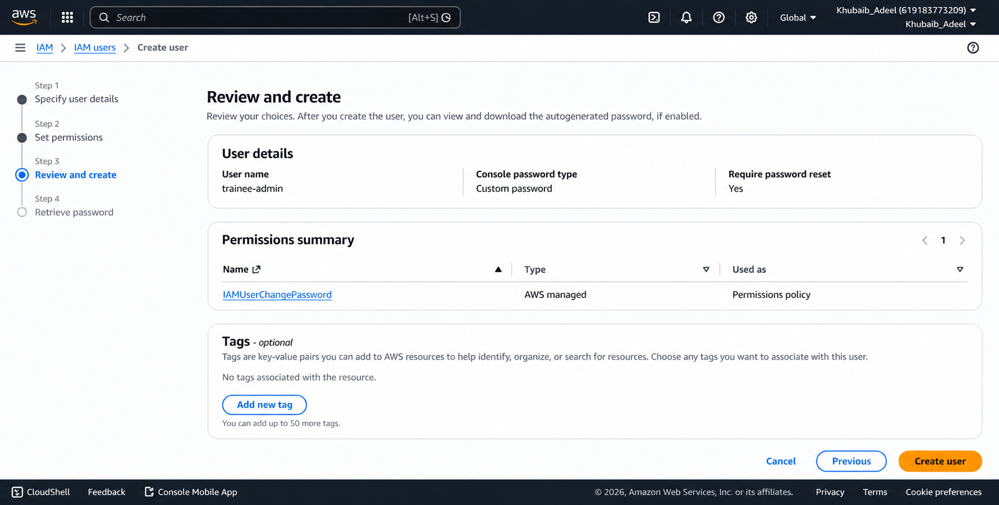 aws
Search [Alt+S]
Global
Khubaib_Adeel (619183773209)
Khubaib_Adeel
IAM > IAM users > Create user
Step 1
Specify user details
Step 2
Set permissions
Step 3
Review and create
Step 4
Retrieve password
Review and create
Review your choices. After you create the user, you can view and download the autogenerated password, if enabled.
User details
User name Console password type Require password reset
trainee-admin Custom password Yes
Permissions summary 1
Name Type Used as
IAMUserChangePassword AWS managed Permissions policy
Tags - optional
Tags are key-value pairs you can add to AWS resources to help identify, organize, or search for resources. Choose any tags you want to associate with this user.
No tags associated with the resource.
Add new tag
You can add up to 50 more tags.
Cancel Previous Create user
CloudShell Feedback Console Mobile App © 2026, Amazon Web Services, Inc. or its affiliates. Privacy Terms Cookie preferences